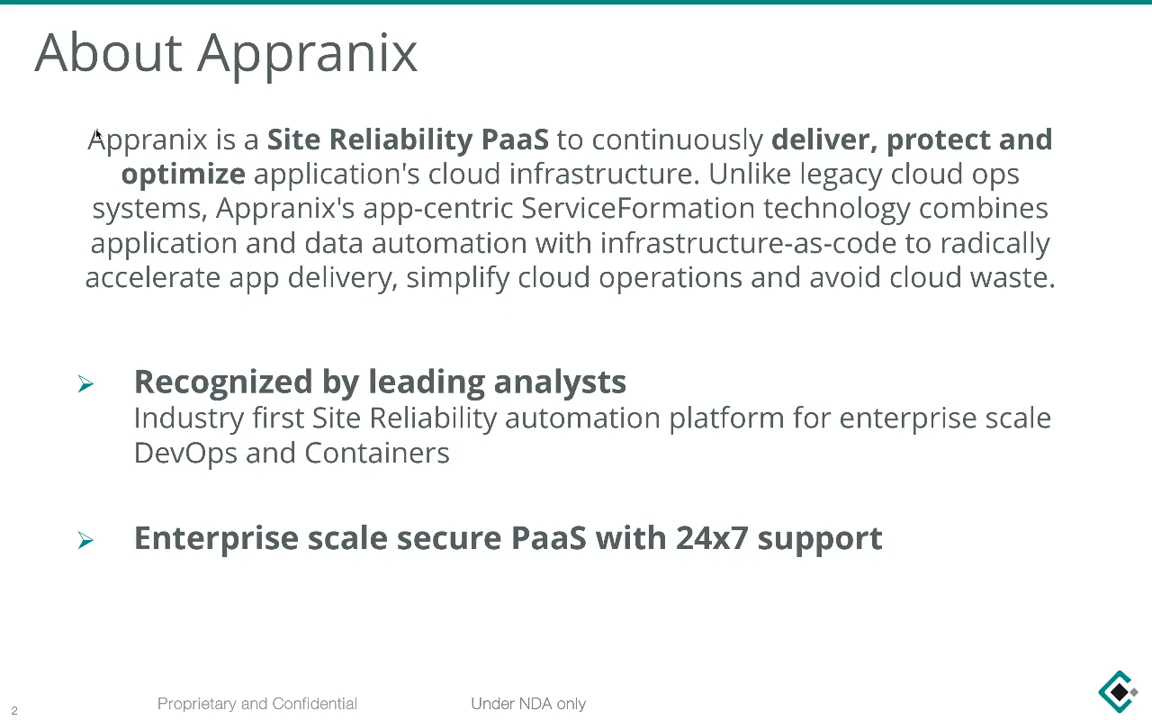 About Appranix
Appranix is a Site Reliability PaaS to continuously deliver, protect and
optimize application's cloud infrastructure. Unlike legacy cloud ops
systems, Appranix's app-centric ServiceFormation technology combines
application and data automation with infrastructure-as-code to radically
accelerate app delivery, simplify cloud operations and avoid cloud waste.
Recognized by leading analysts
Industry first Site Reliability automation platform for enterprise scale
DevOps and Containers
Enterprise scale secure PaaS with 24x7 support
2
Proprietary and Confidential
Under NDA only